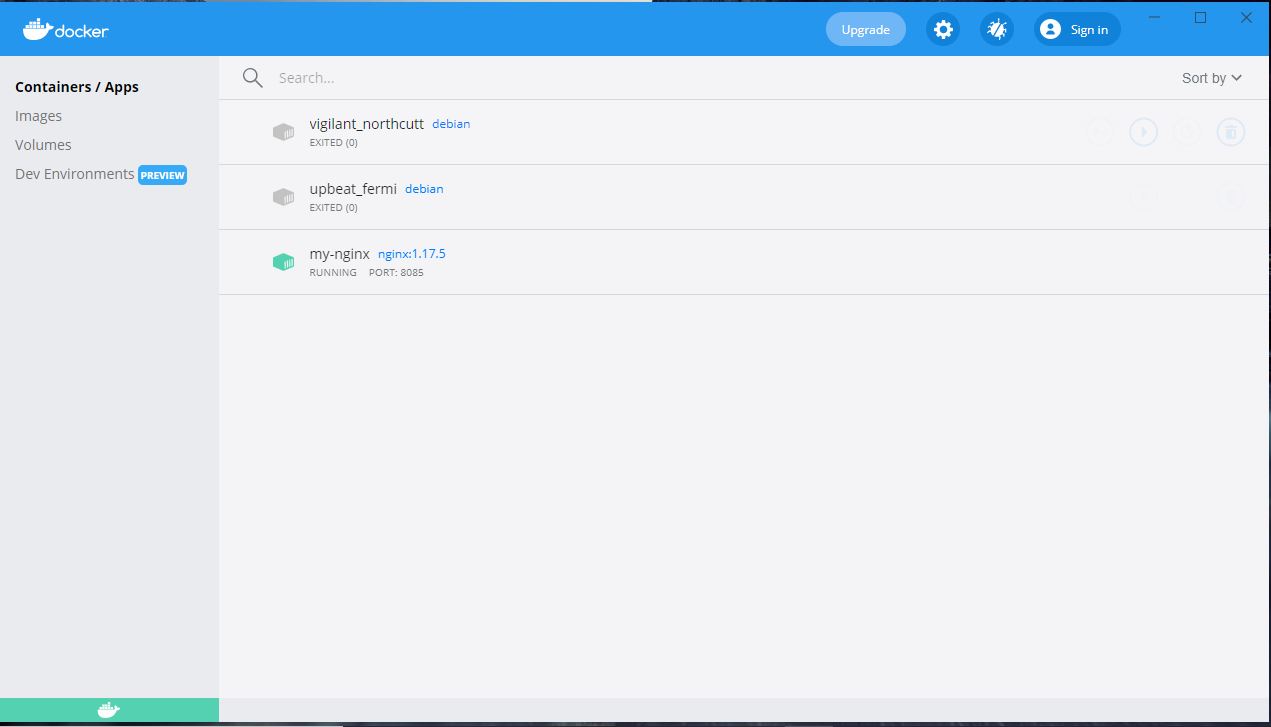 docker
Upgrade
Sign in
Containers / Apps
Images
Volumes
Dev Environments PREVIEW
Search...
Sort by
vigilant_northcutt debian
EXITED (0)
upbeat_fermi debian
EXITED (0)
my-nginx nginx:1.17.5
RUNNING PORT: 8085